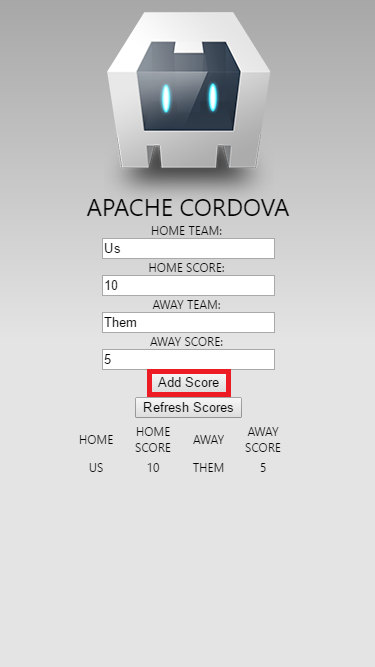 APACHE CORDOVA
HOME TEAM:
Us
HOME SCORE:
10
AWAY TEAM:
Them
AWAY SCORE:
5
Add Score
Refresh Scores
HOME HOME SCORE AWAY AWAY SCORE
US 10 THEM 5